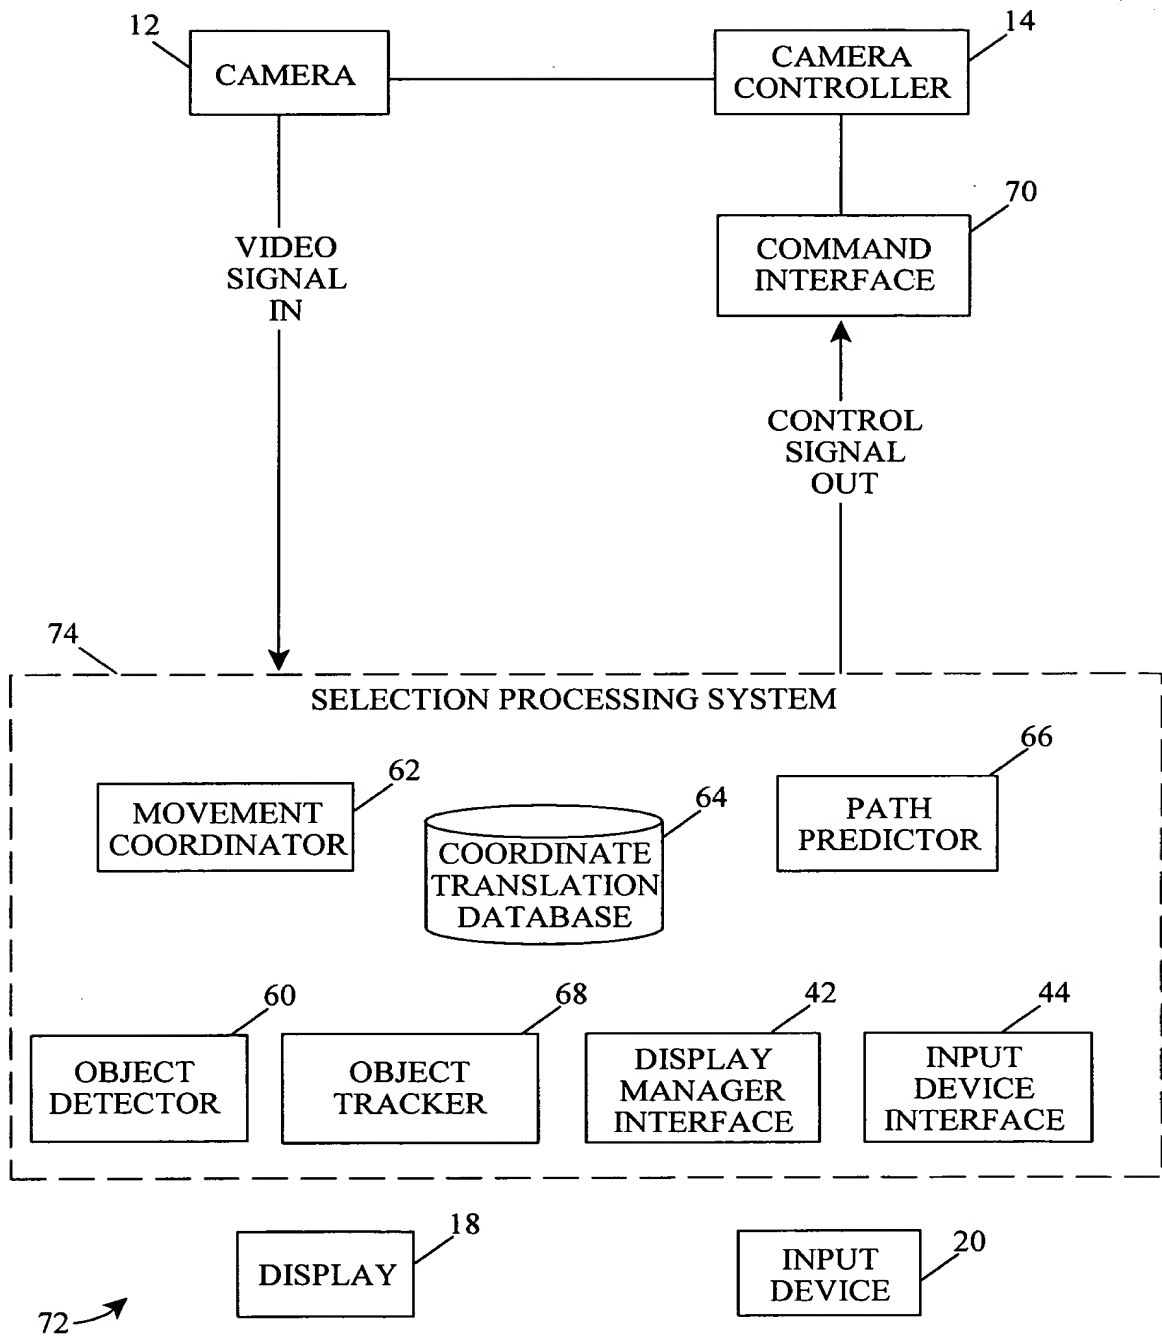 12
CAMERA
14
CAMERA
CONTROLLER
70
COMMAND
INTERFACE
VIDEO
SIGNAL
IN
CONTROL
SIGNAL
OUT
74
SELECTION PROCESSING SYSTEM
62
MOVEMENT
COORDINATOR
64
COORDINATE
TRANSLATION
DATABASE
66
PATH
PREDICTOR
60
OBJECT
DETECTOR
68
OBJECT
TRACKER
42
DISPLAY
MANAGER
INTERFACE
44
INPUT
DEVICE
INTERFACE
18
DISPLAY
20
INPUT
DEVICE
72